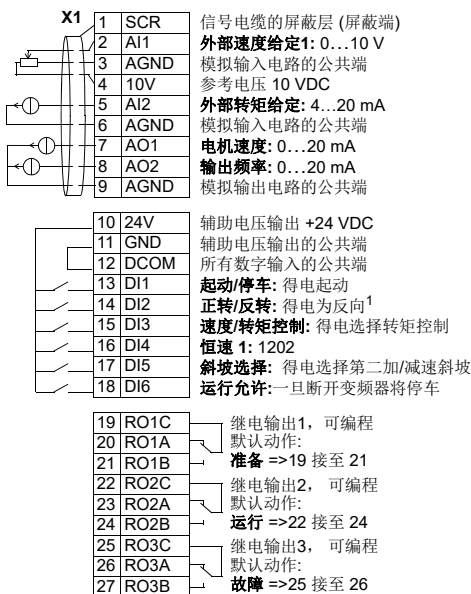 X1
1 SCR 信号电缆的屏蔽层 (屏蔽端)
2 AI1 外部速度给定1: 0…10 V
3 AGND 模拟输入电路的公共端
4 10V 参考电压 10 VDC
5 AI2 外部转矩给定: 4…20 mA
6 AGND 模拟输入电路的公共端
7 AO1 电机速度: 0…20 mA
8 AO2 输出频率: 0…20 mA
9 AGND 模拟输出电路的公共端
10 24V 辅助电压输出 +24 VDC
11 GND 辅助电压输出的公共端
12 DCOM 所有数字输入的公共端
13 DI1 起动/停车: 得电起动
14 DI2 正转/反转: 得电为反向1
15 DI3 速度/转矩控制: 得电选择转矩控制
16 DI4 恒速 1: 1202
17 DI5 斜坡选择: 得电选择第二加/减速斜坡
18 DI6 运行允许:一旦断开变频器将停车
19 RO1C 继电输出1, 可编程
20 RO1A 默认动作:
21 RO1B 准备 =>19 接至 21
22 RO2C 继电输出2, 可编程
23 RO2A 默认动作:
24 RO2B 运行 =>22 接至 24
25 RO3C 继电输出3, 可编程
26 RO3A 默认动作:
27 RO3B 故障 =>25 接至 26